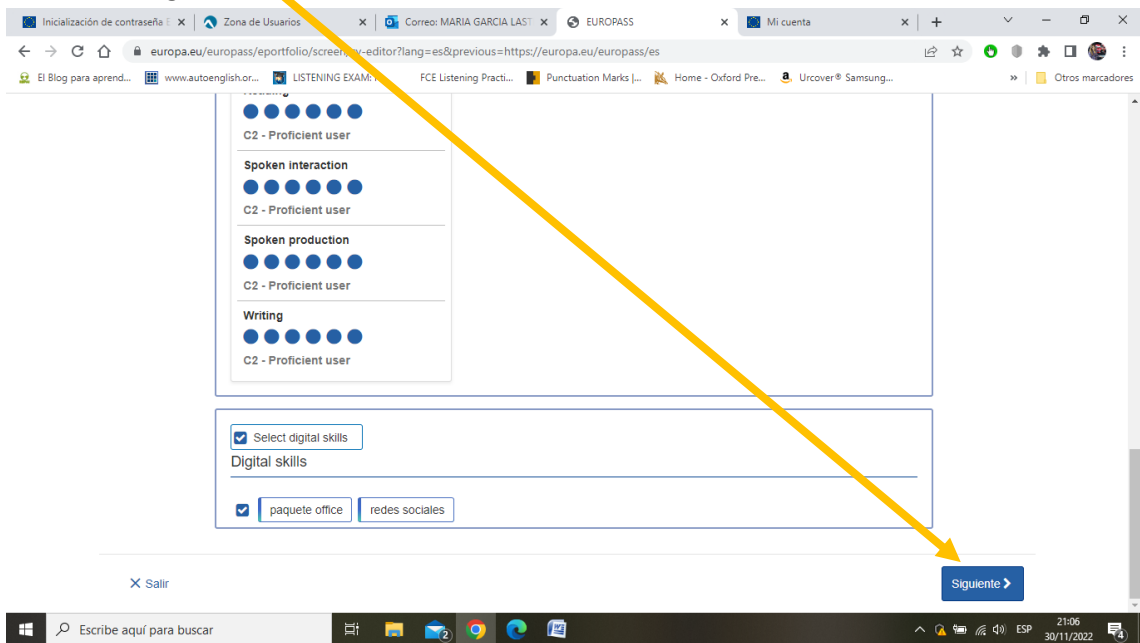 Inicialización de contraseña E
Zona de Usuarios
Correo: MARIA GARCIA LAST
EUROPASS
Mi cuenta
europa.eu/europass/eportfolio/screen/cv-editor?lang=es&previous=https://europa.eu/europass/es
El Blog para aprend...
www.autoenglish.or...
LISTENING EXAM:
FCE Listening Practi...
Punctuation Marks |...
Home - Oxford Pre...
Urcover® Samsung...
»
Otros marcadores
C2 - Proficient user
Spoken interaction
C2 - Proficient user
Spoken production
C2 - Proficient user
Writing
C2 - Proficient user
Select digital skills
Digital skills
paquete office
redes sociales
Salir
Siguiente
Escribe aquí para buscar
2
ESP
21:06
30/11/2022
4